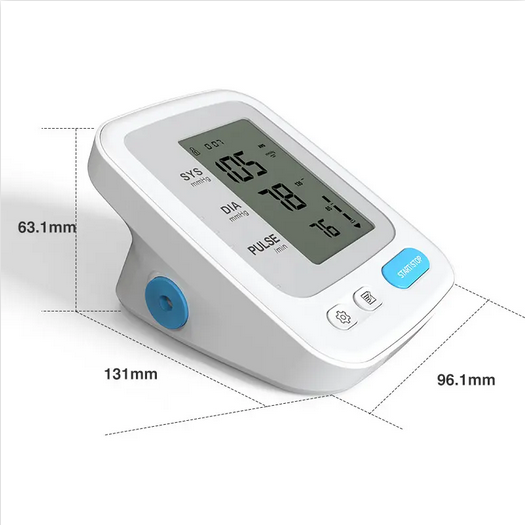 105
SYS
mmHg
78
DIA
mmHg
76
PULSE
/min
START/STOP
63.1mm
131mm
96.1mm